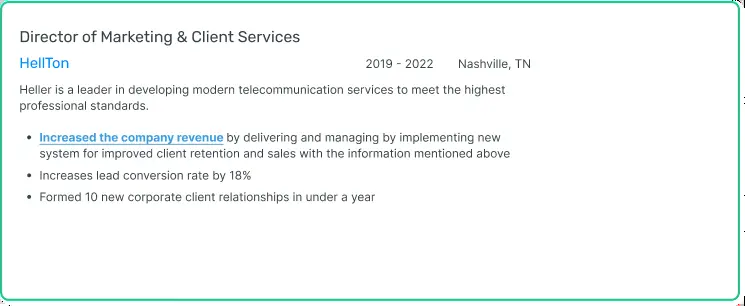 Director of Marketing & Client Services
HellTon 2019 - 2022 Nashville, TN
Heller is a leader in developing modern telecommunication services to meet the highest
professional standards.
• Increased the company revenue by delivering and managing by implementing new
system for improved client retention and sales with the information mentioned above
• Increases lead conversion rate by 18%
• Formed 10 new corporate client relationships in under a year